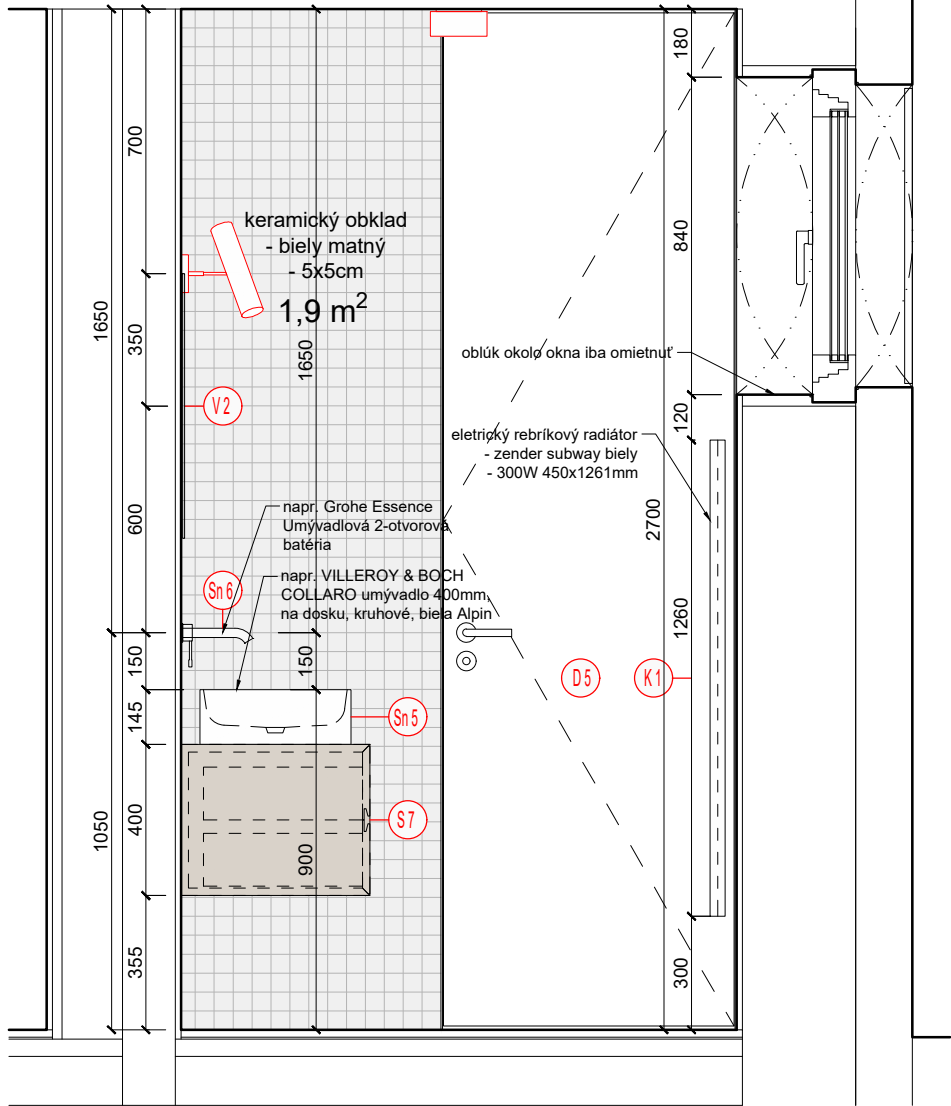 180
700
840
keramický obklad
- biely matný
- 5x5cm
1,9 m²
1650
350
1650
oblúk okolo okna iba omietnuť
V2
120
eletrický rebríkový radiátor
- zender subway biely
- 300W 450x1261mm
600
2700
napr. Grohe Essence
Umývadlová 2-otvorová
batéria
Sn6
napr. VILLEROY & BOCH
COLLARO umývadlo 400mm,
na dosku, kruhové, biela Alpin
1260
150
150
D5
K1
145
Sn5
1050
400
S7
900
355
300